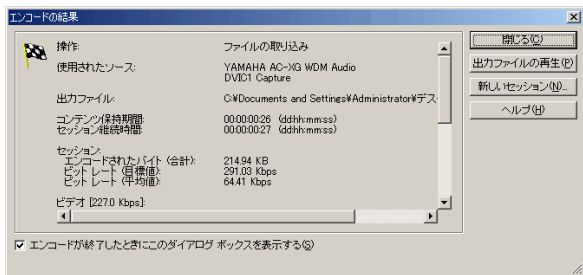 エンコードの結果
操作: ファイルの取り込み
使用されたソース: YAMAHA AC-XG WDM Audio
DVIC1 Capture
出力ファイル: C:¥Documents and Settings¥Administrator¥デス
コンテンツ保持期間: 00:00:00:26 (dd:hh:mm:ss)
セッション継続時間: 00:00:00:27 (dd:hh:mm:ss)
セッション:
エンコードされたバイト (合計): 214.94 KB
ビット レート (目標値): 291.03 Kbps
ビット レート (平均値): 64.41 Kbps
ビデオ [227.0 Kbps]:
エンコードが終了したときにこのダイアログ ボックスを表示する(S)
閉じる(C)
出力ファイルの再生(P)
新しいセッション(N)...
ヘルプ(H)